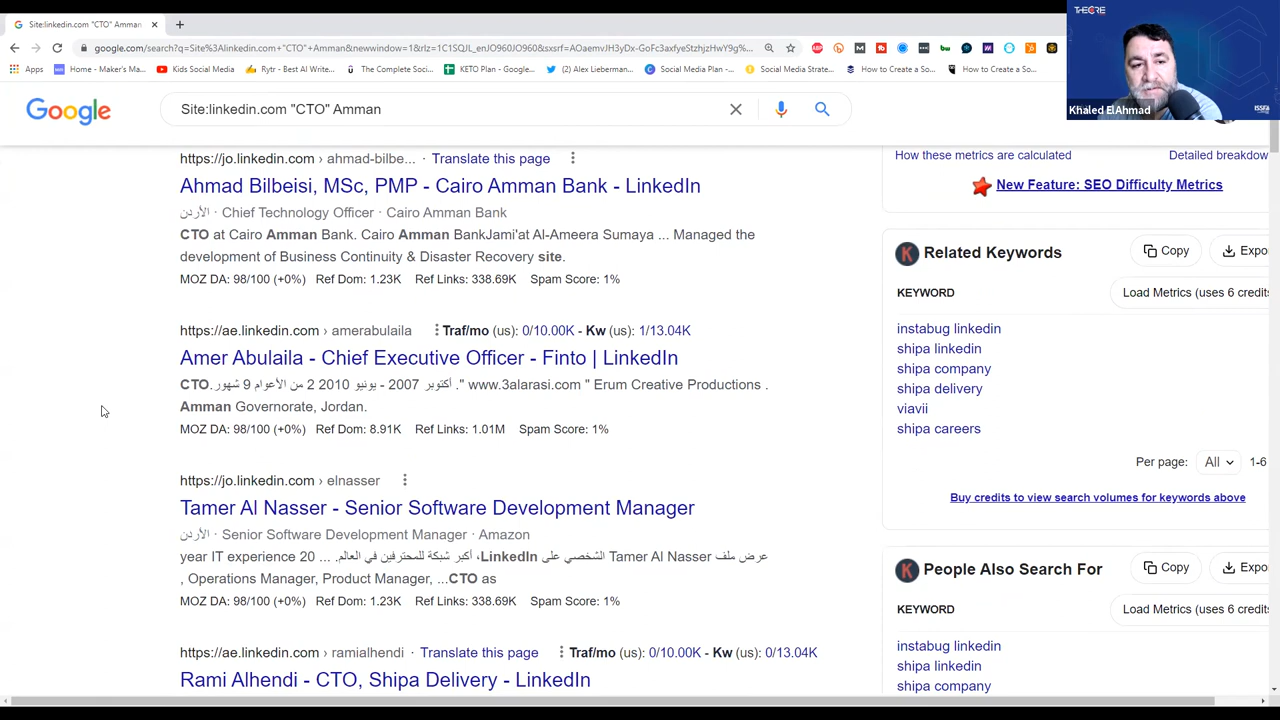 Site:linkedin.com "CTO" Amman
google.com/search?q=Site%3Alinkedin.com+"CTO"+Amman&newwindow=1&rlz=1C1SQJL_enJO960JO960&sxsrf=AOaemvJH3yDx-GoFc3axfyeStzhjzHwY9g%...
Apps Home - Maker's Ma... Kids Social Media Rytr - Best AI Write... The Complete Soci... KETO Plan - Google... (2) Alex Lieberman... Social Media Plan -... Social Media Strate... How to Create a So... How to Create a So...
THECORE
Khaled ElAhmad
ISSFA
Google
Site:linkedin.com "CTO" Amman
https://jo.linkedin.com › ahmad-bilbe... · Translate this page
Ahmad Bilbeisi, MSc, PMP - Cairo Amman Bank - LinkedIn
الأردن · Chief Technology Officer · Cairo Amman Bank
CTO at Cairo Amman Bank. Cairo Amman BankJami'at Al-Ameera Sumaya ... Managed the
development of Business Continuity & Disaster Recovery site.
MOZ DA: 98/100 (+0%) Ref Dom: 1.23K Ref Links: 338.69K Spam Score: 1%
https://ae.linkedin.com › amerabulaila Traf/mo (us): 0/10.00K - Kw (us): 1/13.04K
Amer Abulaila - Chief Executive Officer - Finto | LinkedIn
CTO. أكتوبر 2007 - يونيو 2010 2 من الأعوام 9 شهور. " www.3alarasi.com " Erum Creative Productions .
Amman Governorate, Jordan.
MOZ DA: 98/100 (+0%) Ref Dom: 8.91K Ref Links: 1.01M Spam Score: 1%
https://jo.linkedin.com › elnasser
Tamer Al Nasser - Senior Software Development Manager
الأردن · Senior Software Development Manager · Amazon
عرض ملف Tamer Al Nasser الشخصي على LinkedIn، أكبر شبكة للمحترفين في العالم. ... 20 year IT experience
, Operations Manager, Product Manager, ...CTO as
MOZ DA: 98/100 (+0%) Ref Dom: 1.23K Ref Links: 338.69K Spam Score: 1%
https://ae.linkedin.com › ramialhendi · Translate this page Traf/mo (us): 0/10.00K - Kw (us): 0/13.04K
Rami Alhendi - CTO, Shipa Delivery - LinkedIn
How these metrics are calculated Detailed breakdow
New Feature: SEO Difficulty Metrics
Related Keywords Copy Expo
KEYWORD Load Metrics (uses 6 credits
instabug linkedin
shipa linkedin
shipa company
shipa delivery
viavii
shipa careers
Per page: All 1-6
Buy credits to view search volumes for keywords above
People Also Search For Copy Expo
KEYWORD Load Metrics (uses 6 credits
instabug linkedin
shipa linkedin
shipa company